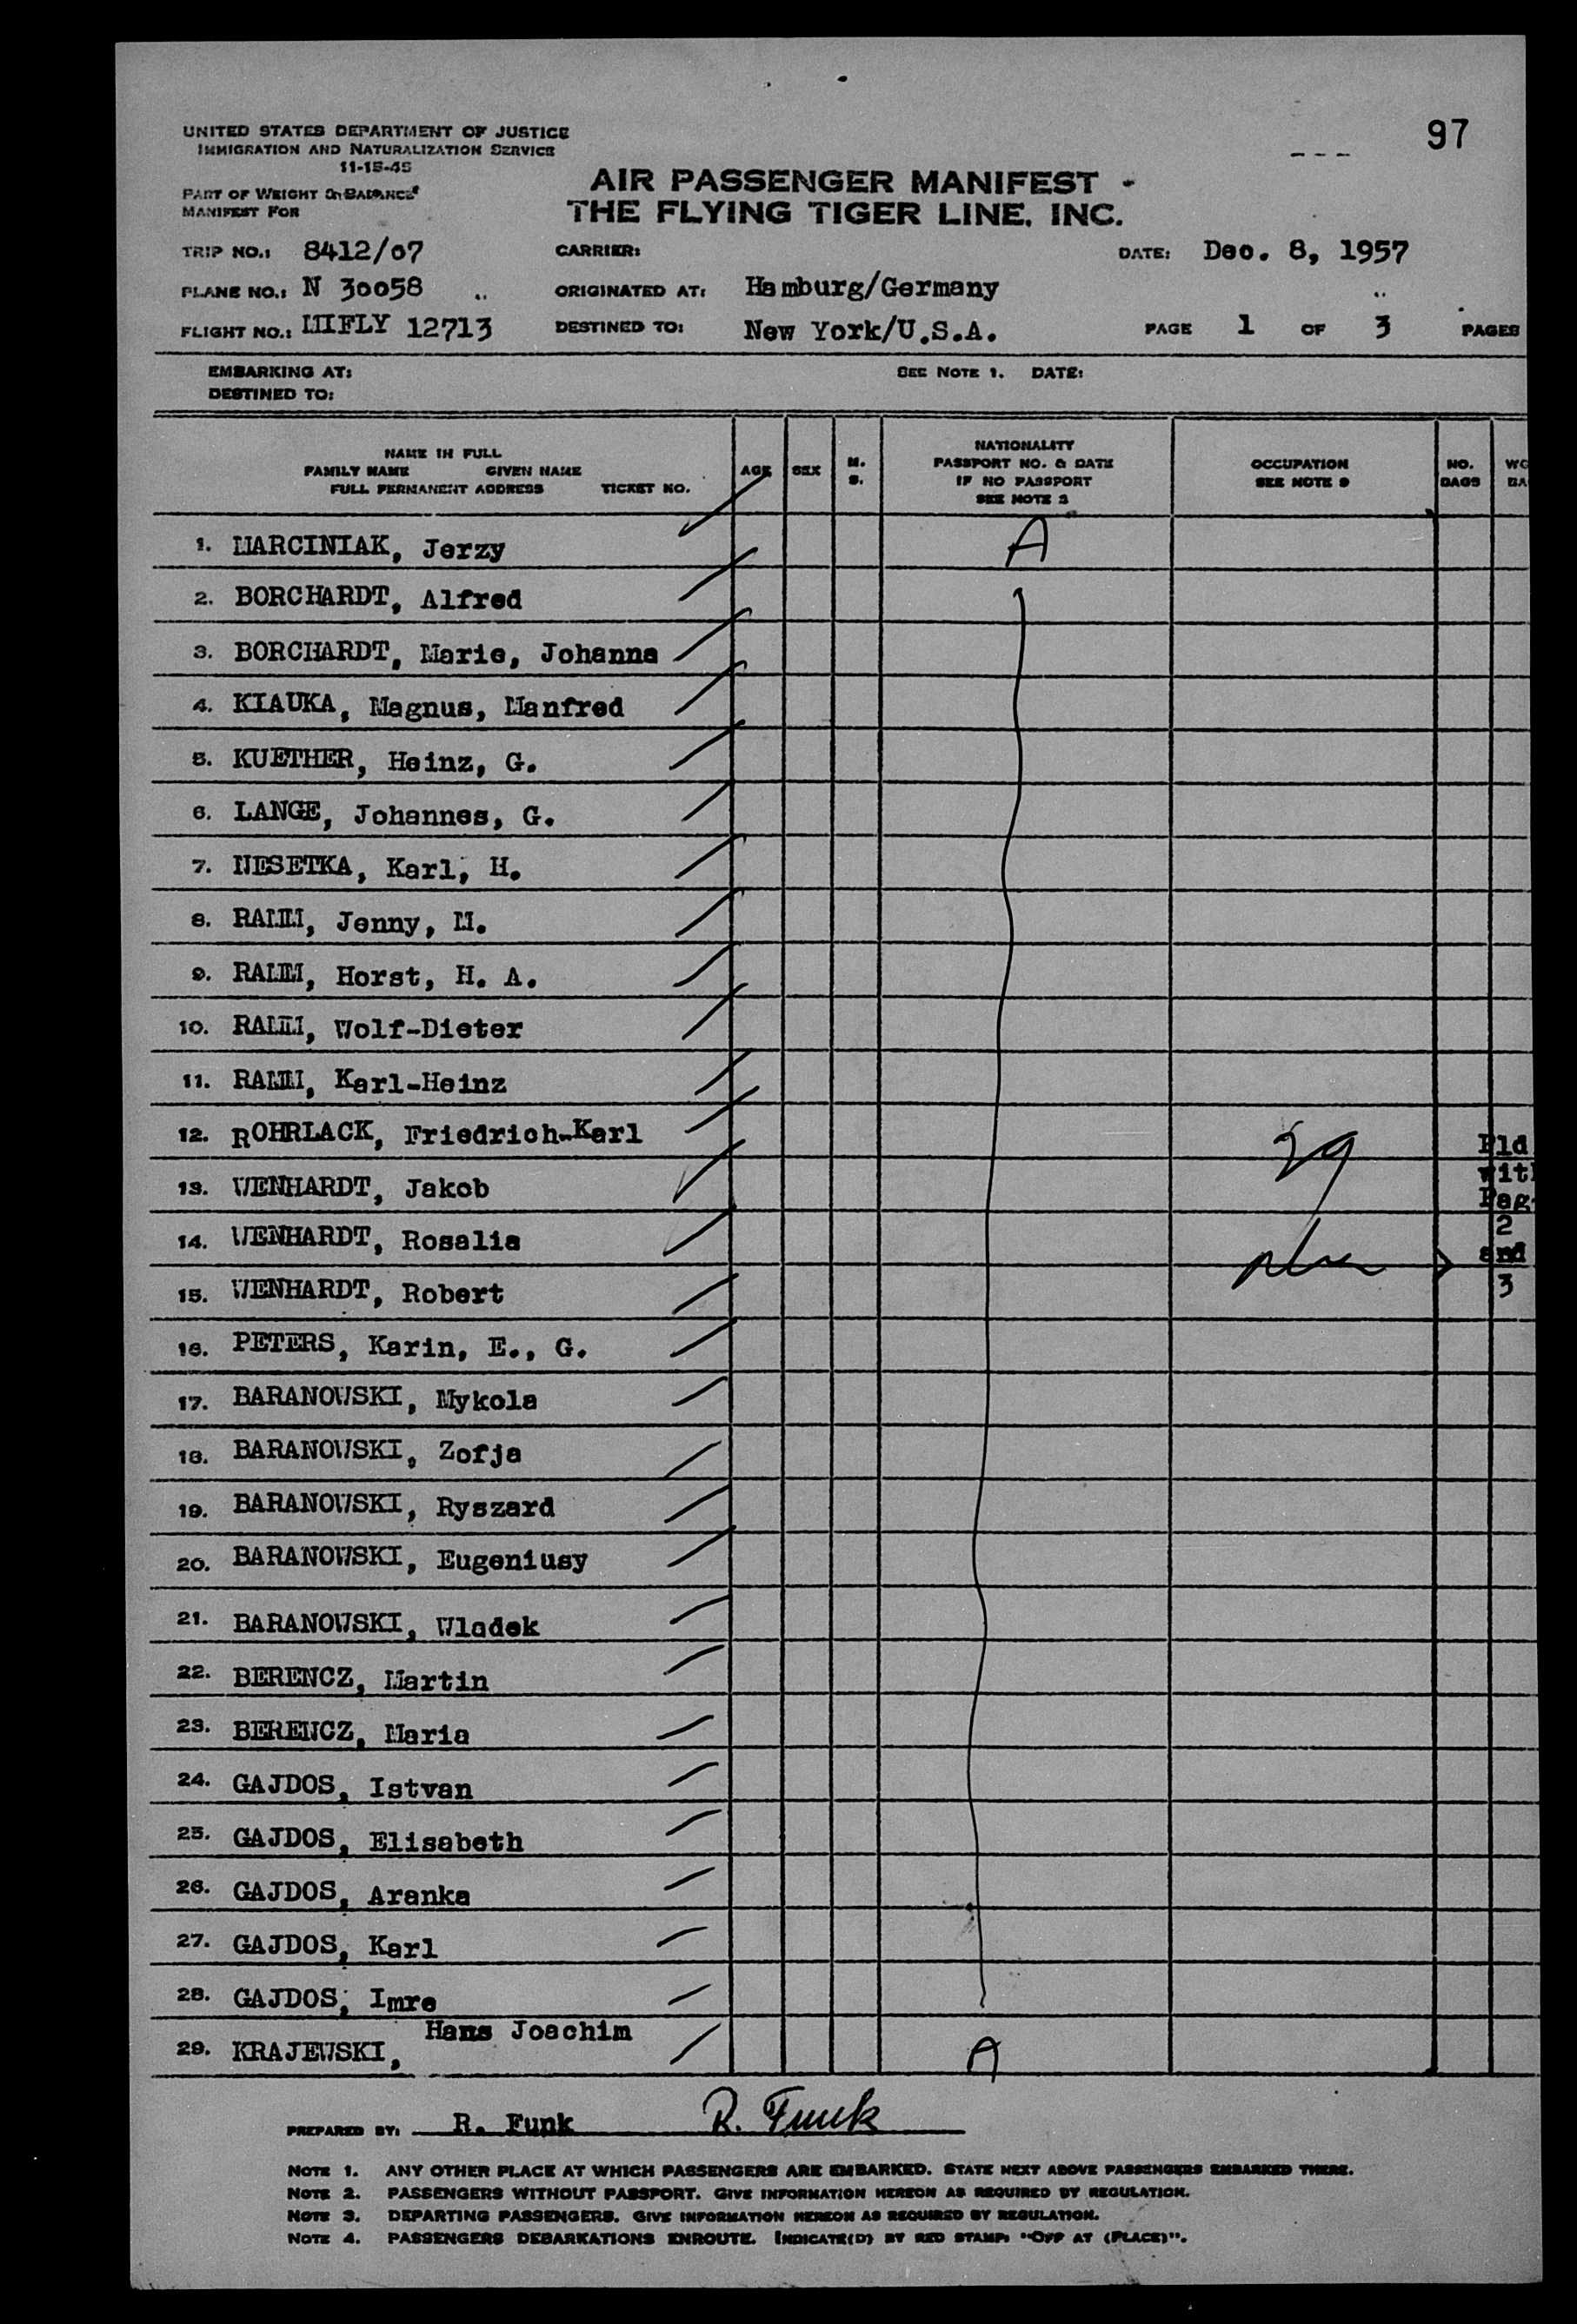 97
UNITED STATES DEPARTMENT OF JUSTICE
IMMIGRATION AND NATURALIZATION SERVICE
11-15-45
PART OF WEIGHT & BALANCE
MANIFEST FOR
AIR PASSENGER MANIFEST -
THE FLYING TIGER LINE, INC.
TRIP NO.: 8412/07 CARRIER: DATE: Dec. 8, 1957
PLANE NO.: N 30058 ORIGINATED AT: Hamburg/Germany
FLIGHT NO.: MIFLY 12713 DESTINED TO: New York/U.S.A. PAGE 1 OF 3 PAGES
EMBARKING AT: SEE NOTE 1. DATE:
DESTINED TO:
NAME IN FULL
FAMILY NAME GIVEN NAME
FULL PERMANENT ADDRESS TICKET NO.
AGE SEX M. S.
NATIONALITY
PASSPORT NO. & DATE
IF NO PASSPORT
SEE NOTE 2
OCCUPATION
SEE NOTE 3
NO.
BAGS
1. MARCINIAK, Jerzy A
2. BORCHARDT, Alfred
3. BORCHARDT, Marie, Johanna
4. KIAUKA, Magnus, Manfred
5. KUETHER, Heinz, G.
6. LANGE, Johannes, G.
7. NESETKA, Karl, H.
8. RAMM, Jenny, M.
9. RAMM, Horst, H. A.
10. RAMM, Wolf-Dieter
11. RAMM, Karl-Heinz
12. ROHRLACK, Friedrich-Karl 29 Pld
13. WENHARDT, Jakob with Pag.
14. WENHARDT, Rosalia 2 and
15. WENHARDT, Robert 3
16. PETERS, Karin, E., G.
17. BARANOWSKI, Mykola
18. BARANOWSKI, Zofja
19. BARANOWSKI, Ryszard
20. BARANOWSKI, Eugeniusy
21. BARANOWSKI, Wladek
22. BERENCZ, Martin
23. BERENCZ, Maria
24. GAJDOS, Istvan
25. GAJDOS, Elisabeth
26. GAJDOS, Aranka
27. GAJDOS, Karl
28. GAJDOS, Imre
29. KRAJEWSKI, Hans Joachim A
PREPARED BY: R. Funk R. Funk
NOTE 1. ANY OTHER PLACE AT WHICH PASSENGERS ARE EMBARKED. STATE NEXT ABOVE PASSENGERS EMBARKED THERE.
NOTE 2. PASSENGERS WITHOUT PASSPORT. GIVE INFORMATION HEREON AS REQUIRED BY REGULATION.
NOTE 3. DEPARTING PASSENGERS. GIVE INFORMATION HEREON AS REQUIRED BY REGULATION.
NOTE 4. PASSENGERS DEBARKATIONS ENROUTE. INDICATE(D) BY RED STAMP: "OFF AT (PLACE)".